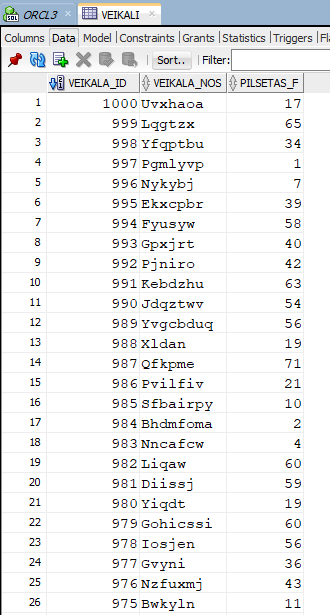 ORCL3 VEIKALI
Columns Data Model Constraints Grants Statistics Triggers Fla
Sort.. Filter:
VEIKALA_ID VEIKALA_NOS PILSETAS_F
1 1000 Uvxhaoa 17
2 999 Lqgtzx 65
3 998 Yfqptbu 34
4 997 Pgmlyvp 1
5 996 Nykybj 7
6 995 Ekxcpbr 39
7 994 Fyusyw 58
8 993 Gpxjrt 40
9 992 Pjniro 42
10 991 Kebdzhu 63
11 990 Jdqztwv 54
12 989 Yvgcbduq 56
13 988 Xldan 19
14 987 Qfkpme 71
15 986 Pvilfiv 21
16 985 Sfbairpy 10
17 984 Bhdmfoma 2
18 983 Nncafcw 4
19 982 Liqaw 60
20 981 Diissj 59
21 980 Yiqdt 19
22 979 Gohicssi 60
23 978 Iosjen 56
24 977 Gvyni 36
25 976 Nzfuxmj 43
26 975 Bwkyln 11